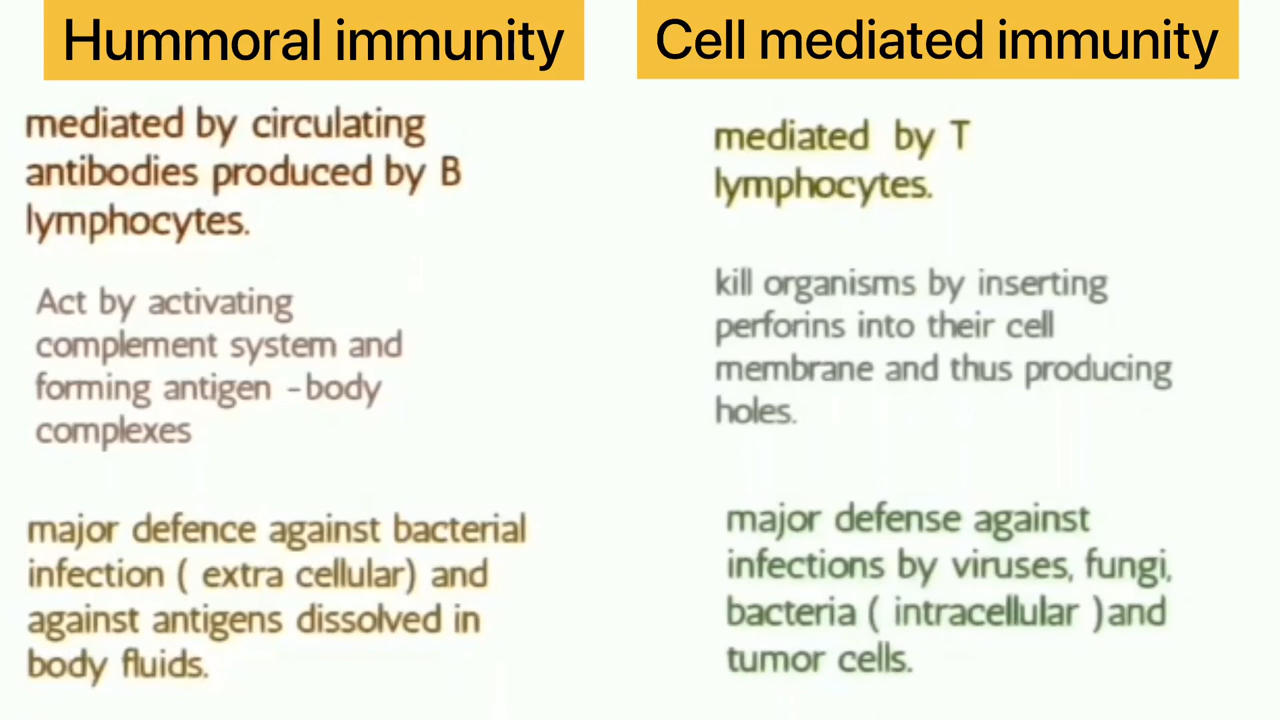 Hummoral immunity
mediated by circulating
antibodies produced by B
lymphocytes.
Act by activating
complement system and
forming antigen -body
complexes
major defence against bacterial
infection ( extra cellular) and
against antigens dissolved in
body fluids.
Cell mediated immunity
mediated by T
lymphocytes.
kill organisms by inserting
perforins into their cell
membrane and thus producing
holes.
major defense against
infections by viruses, fungi,
bacteria ( intracellular )and
tumor cells.